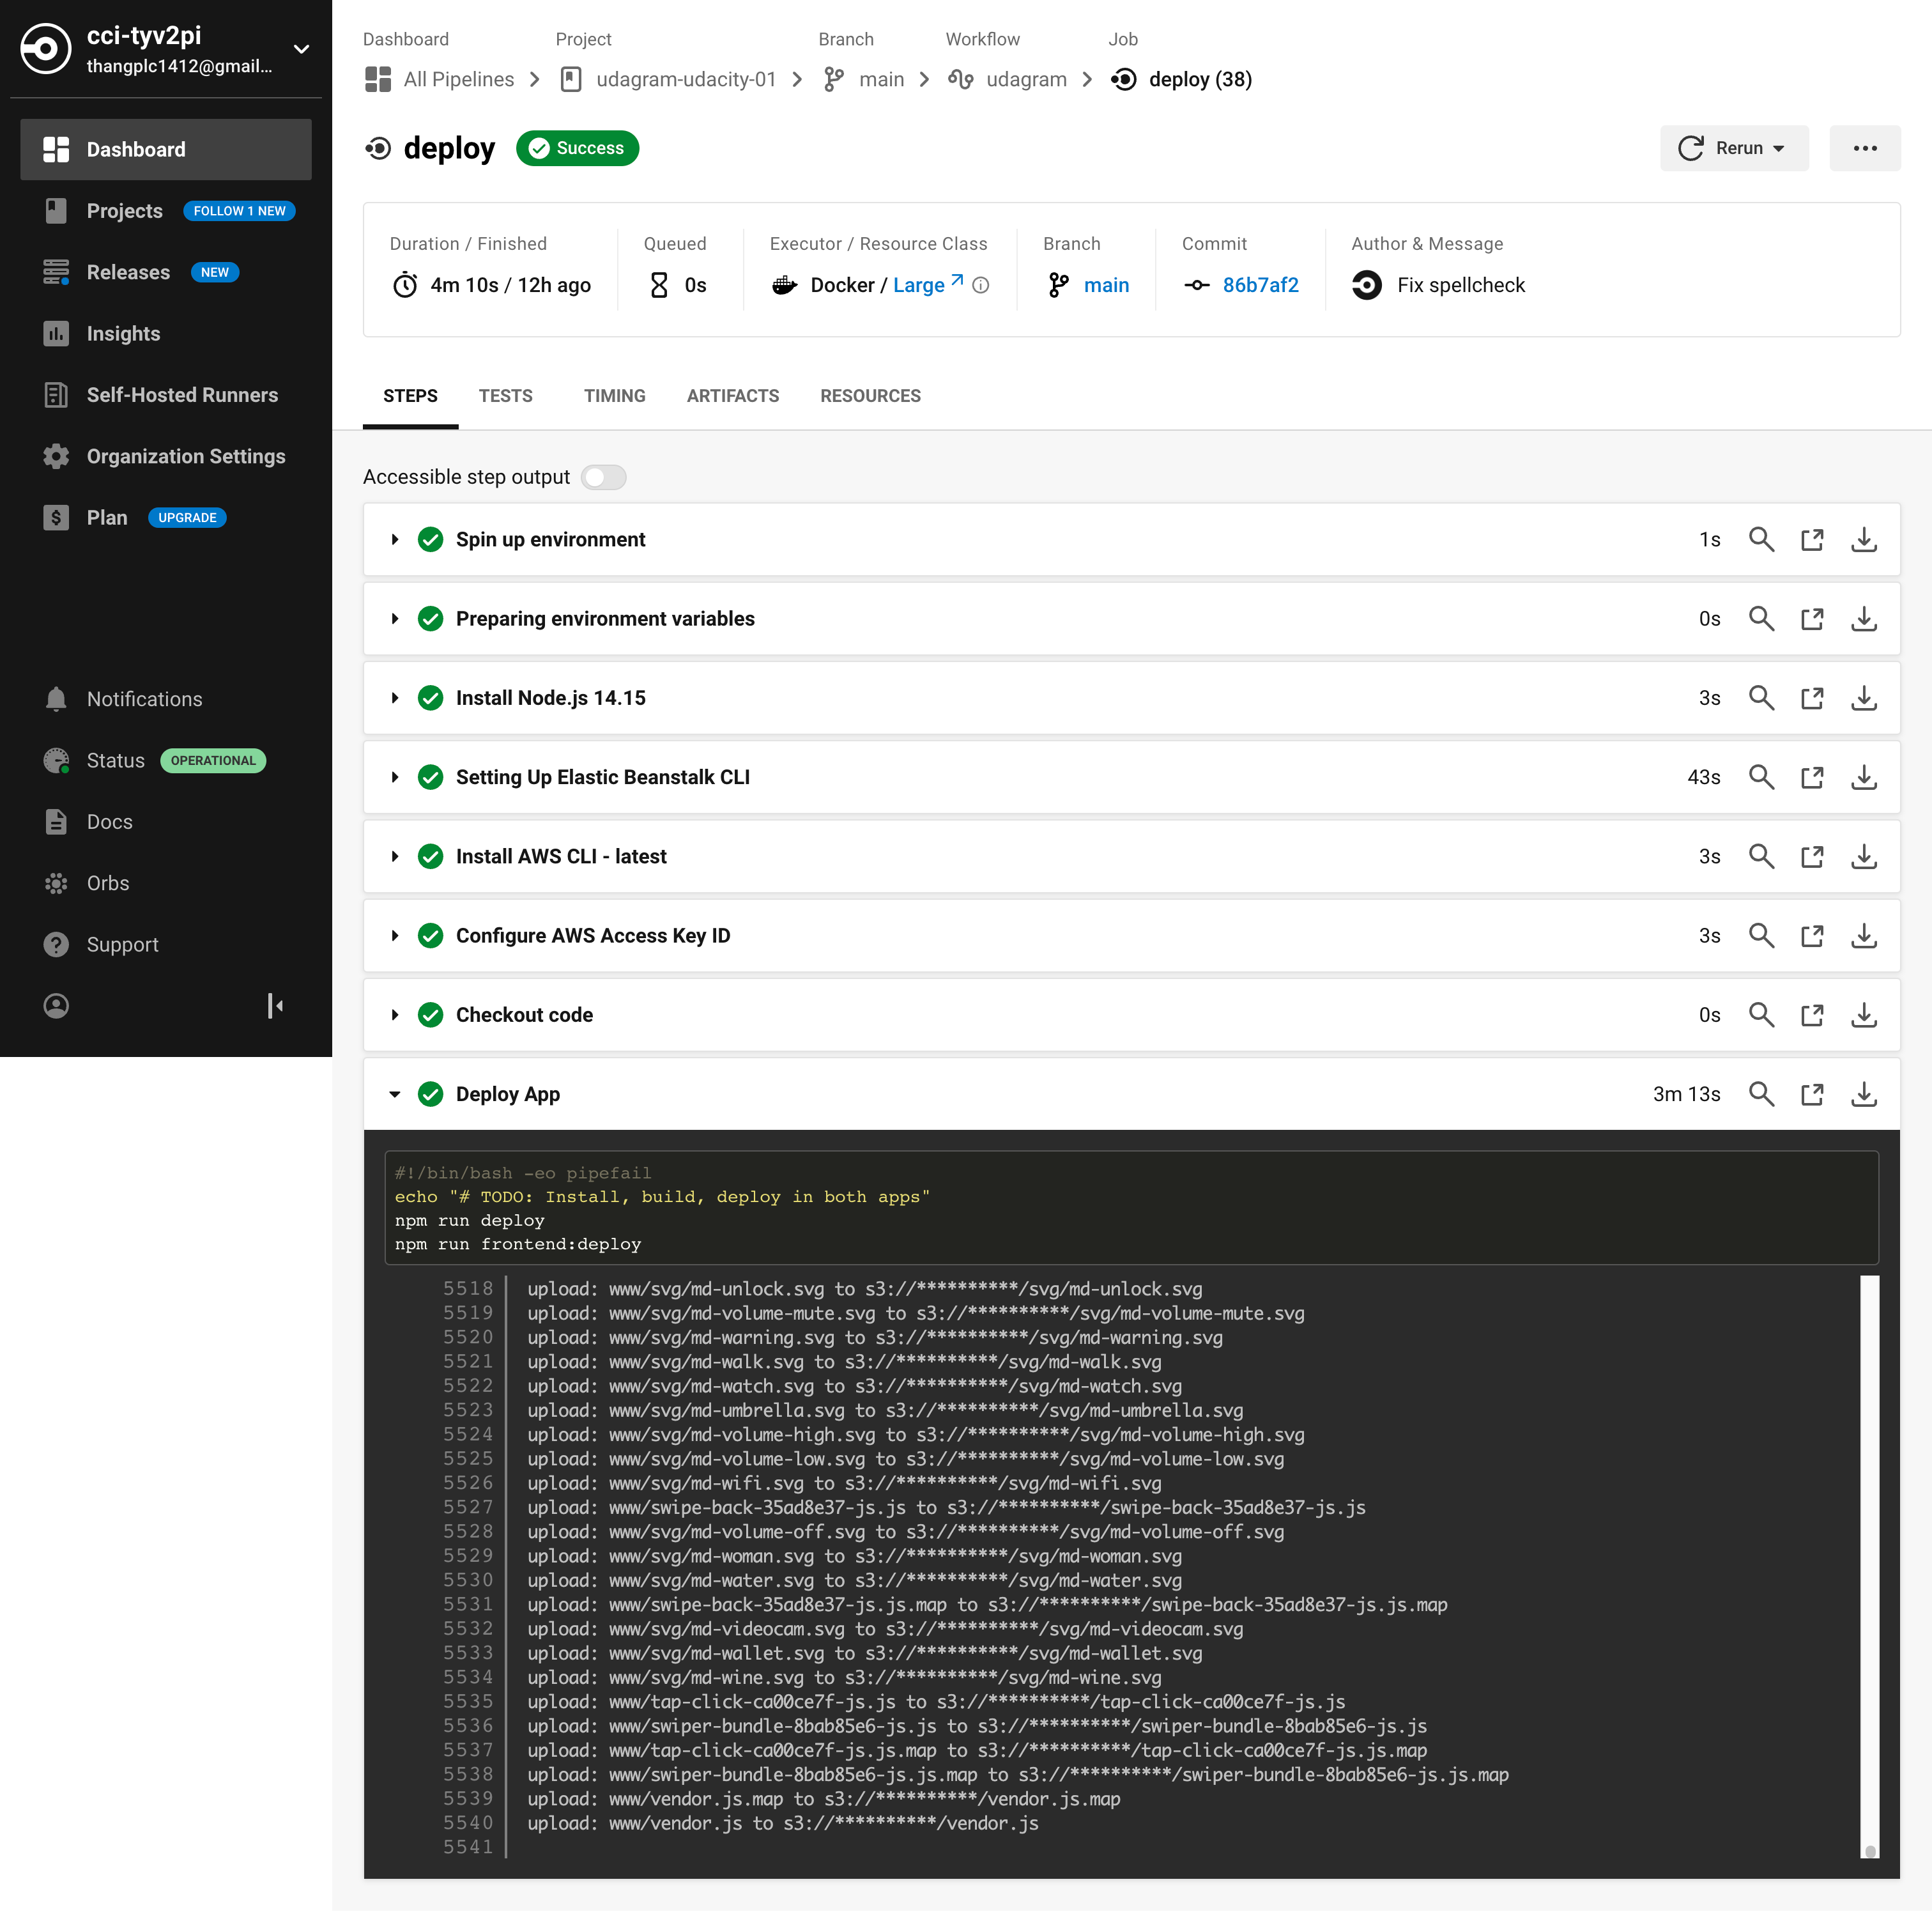 cci-tyv2pi
thangplc1412@gmail...
Dashboard
Projects FOLLOW 1 NEW
Releases NEW
Insights
Self-Hosted Runners
Organization Settings
Plan UPGRADE
Notifications
Status OPERATIONAL
Docs
Orbs
Support
Dashboard Project Branch Workflow Job
All Pipelines udagram-udacity-01 main udagram deploy (38)
deploy Success Rerun
Duration / Finished Queued Executor / Resource Class Branch Commit Author & Message
4m 10s / 12h ago 0s Docker / Large main 86b7af2 Fix spellcheck
STEPS TESTS TIMING ARTIFACTS RESOURCES
Accessible step output
Spin up environment 1s
Preparing environment variables 0s
Install Node.js 14.15 3s
Setting Up Elastic Beanstalk CLI 43s
Install AWS CLI - latest 3s
Configure AWS Access Key ID 3s
Checkout code 0s
Deploy App 3m 13s
#!/bin/bash -eo pipefail
echo "# TODO: Install, build, deploy in both apps"
npm run deploy
npm run frontend:deploy
5518 upload: www/svg/md-unlock.svg to s3://**********/svg/md-unlock.svg
5519 upload: www/svg/md-volume-mute.svg to s3://**********/svg/md-volume-mute.svg
5520 upload: www/svg/md-warning.svg to s3://**********/svg/md-warning.svg
5521 upload: www/svg/md-walk.svg to s3://**********/svg/md-walk.svg
5522 upload: www/svg/md-watch.svg to s3://**********/svg/md-watch.svg
5523 upload: www/svg/md-umbrella.svg to s3://**********/svg/md-umbrella.svg
5524 upload: www/svg/md-volume-high.svg to s3://**********/svg/md-volume-high.svg
5525 upload: www/svg/md-volume-low.svg to s3://**********/svg/md-volume-low.svg
5526 upload: www/svg/md-wifi.svg to s3://**********/svg/md-wifi.svg
5527 upload: www/swipe-back-35ad8e37-js.js to s3://**********/swipe-back-35ad8e37-js.js
5528 upload: www/svg/md-volume-off.svg to s3://**********/svg/md-volume-off.svg
5529 upload: www/svg/md-woman.svg to s3://**********/svg/md-woman.svg
5530 upload: www/svg/md-water.svg to s3://**********/svg/md-water.svg
5531 upload: www/swipe-back-35ad8e37-js.js.map to s3://**********/swipe-back-35ad8e37-js.js.map
5532 upload: www/svg/md-videocam.svg to s3://**********/svg/md-videocam.svg
5533 upload: www/svg/md-wallet.svg to s3://**********/svg/md-wallet.svg
5534 upload: www/svg/md-wine.svg to s3://**********/svg/md-wine.svg
5535 upload: www/tap-click-ca00ce7f-js.js to s3://**********/tap-click-ca00ce7f-js.js
5536 upload: www/swiper-bundle-8bab85e6-js.js to s3://**********/swiper-bundle-8bab85e6-js.js
5537 upload: www/tap-click-ca00ce7f-js.js.map to s3://**********/tap-click-ca00ce7f-js.js.map
5538 upload: www/swiper-bundle-8bab85e6-js.js.map to s3://**********/swiper-bundle-8bab85e6-js.js.map
5539 upload: www/vendor.js.map to s3://**********/vendor.js.map
5540 upload: www/vendor.js to s3://**********/vendor.js
5541